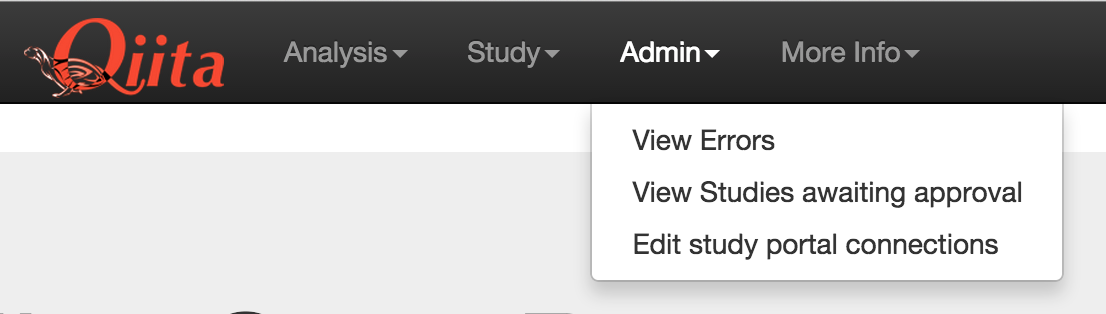 Qiita Analysis Study Admin More Info
View Errors
View Studies awaiting approval
Edit study portal connections